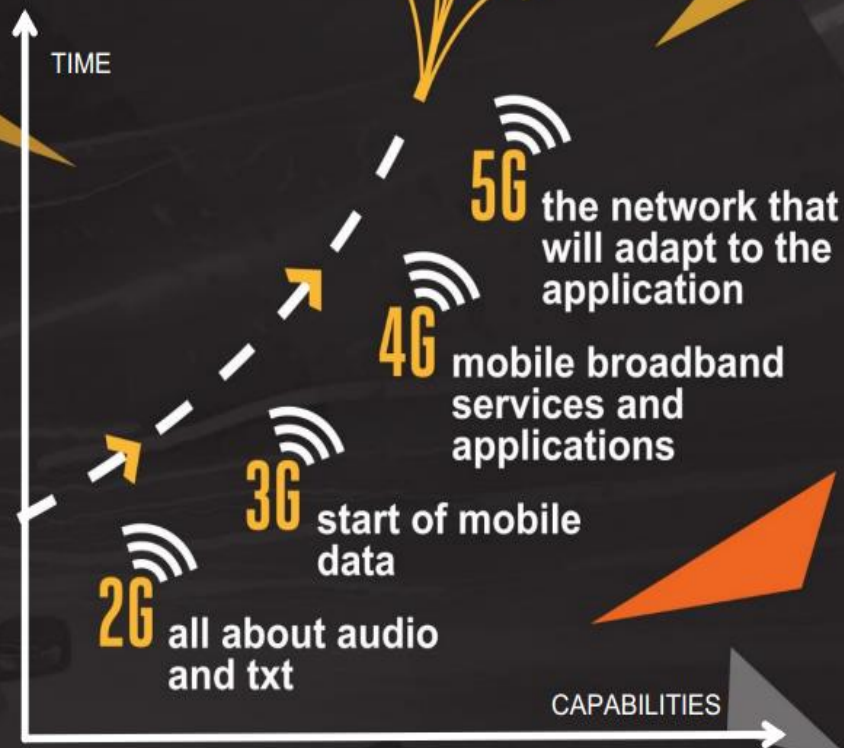 TIME
5G
the network that
will adapt to the
application
4G
mobile broadband
services and
applications
3G
start of mobile
data
2G
all about audio
and txt
CAPABILITIES